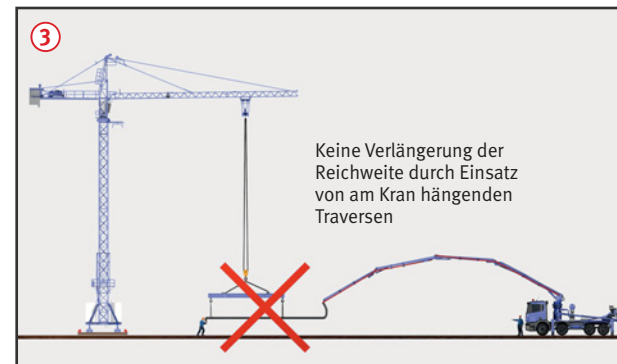 3
Keine Verlängerung der
Reichweite durch Einsatz
von am Kran hängenden
Traversen